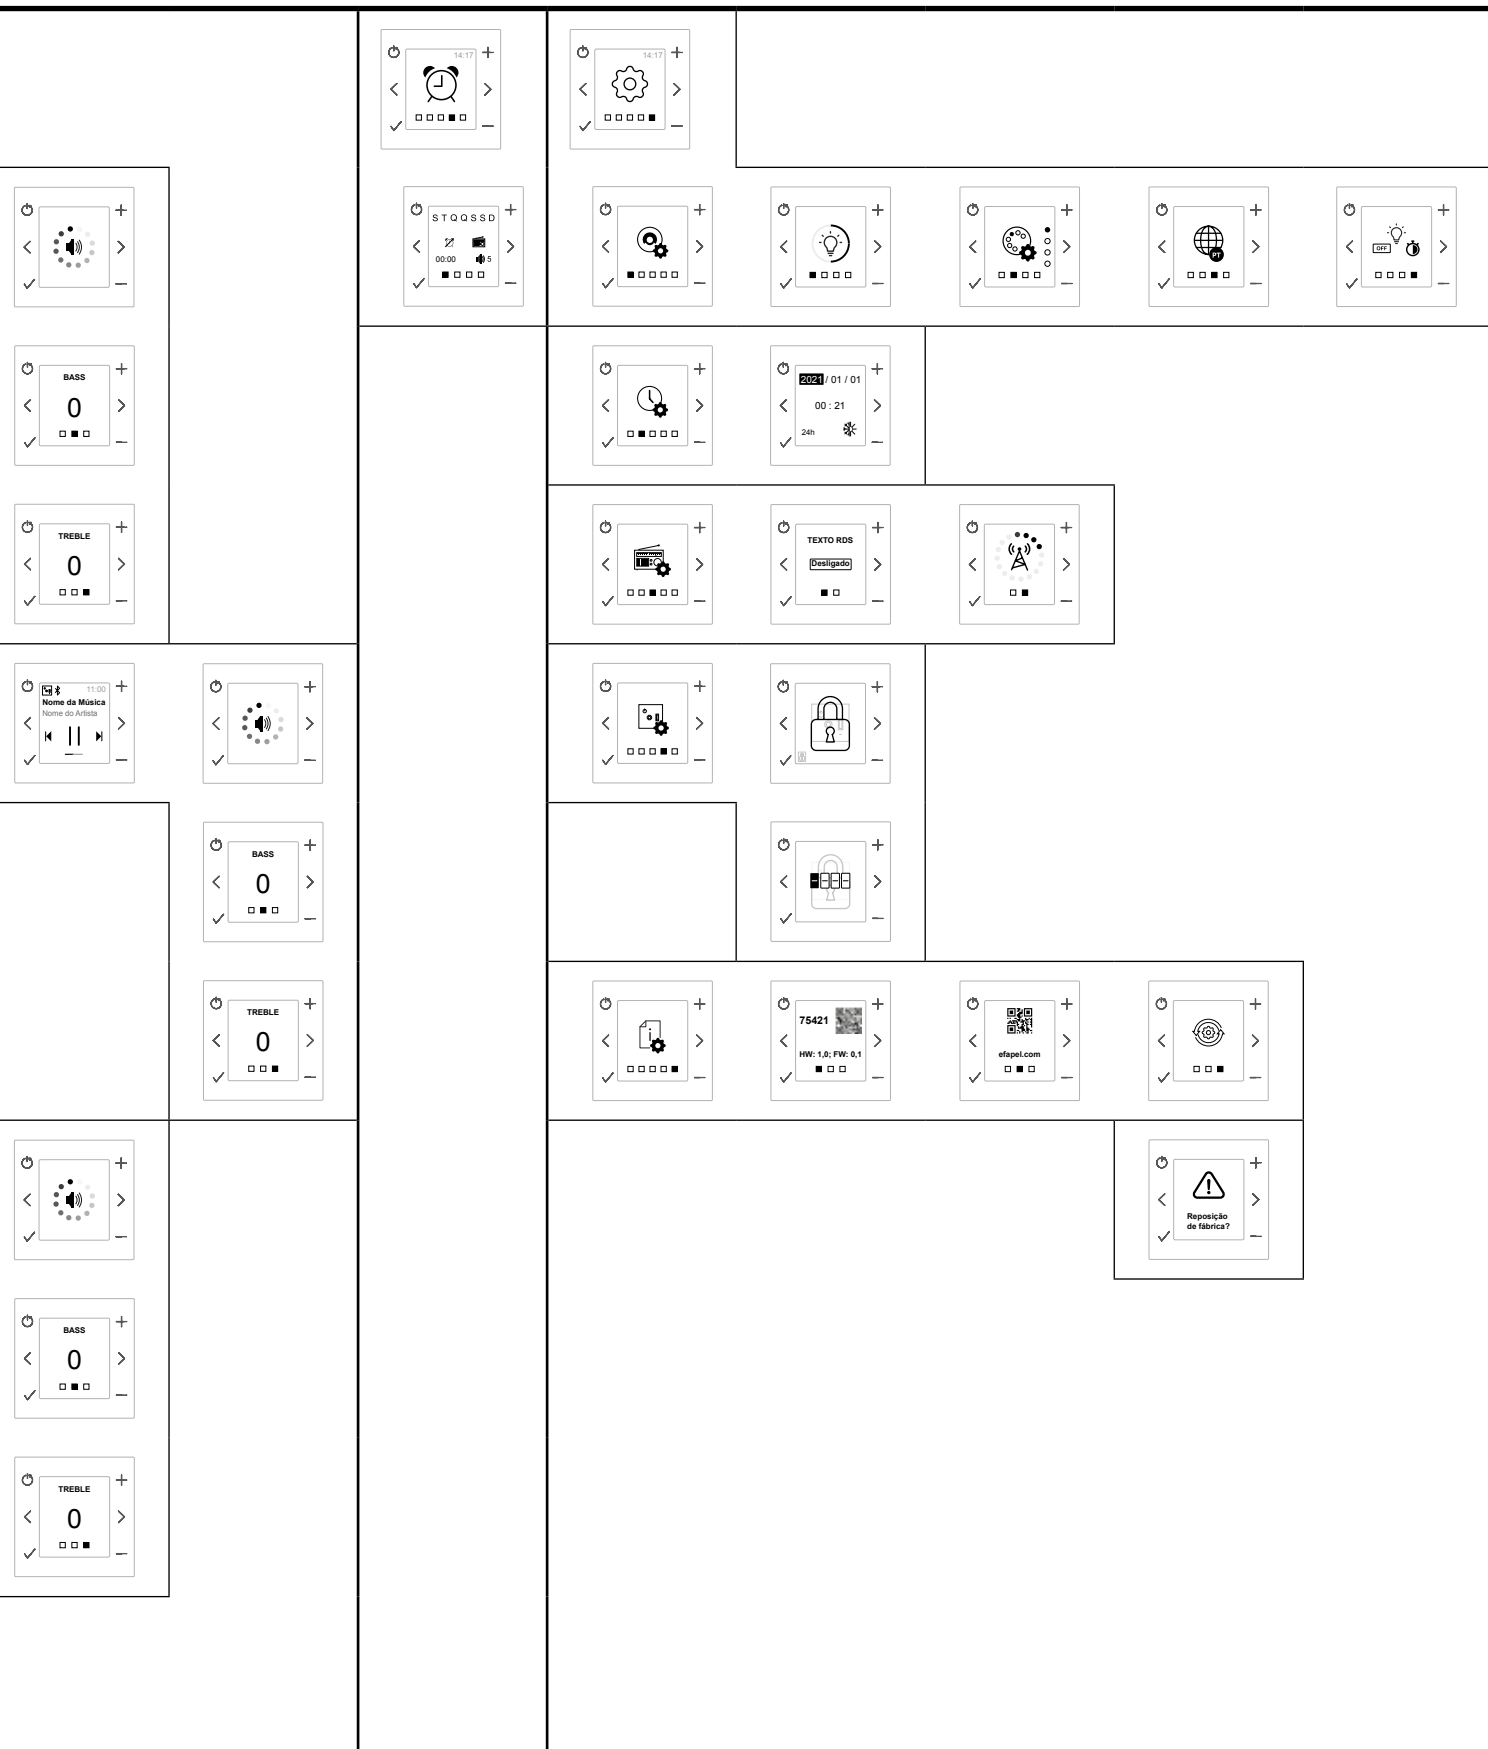 14:17
14:17
S T Q Q S S D
00:00
5
PT
OFF
BASS
0
2021 / 01 / 01
00 : 21
24h
TREBLE
0
TEXTO RDS
Desligado
11:00
Nome da Música
Nome do Artista
BASS
0
TREBLE
0
75421
HW: 1,0; FW: 0,1
efapel.com
Reposição
de fábrica?
BASS
0
TREBLE
0